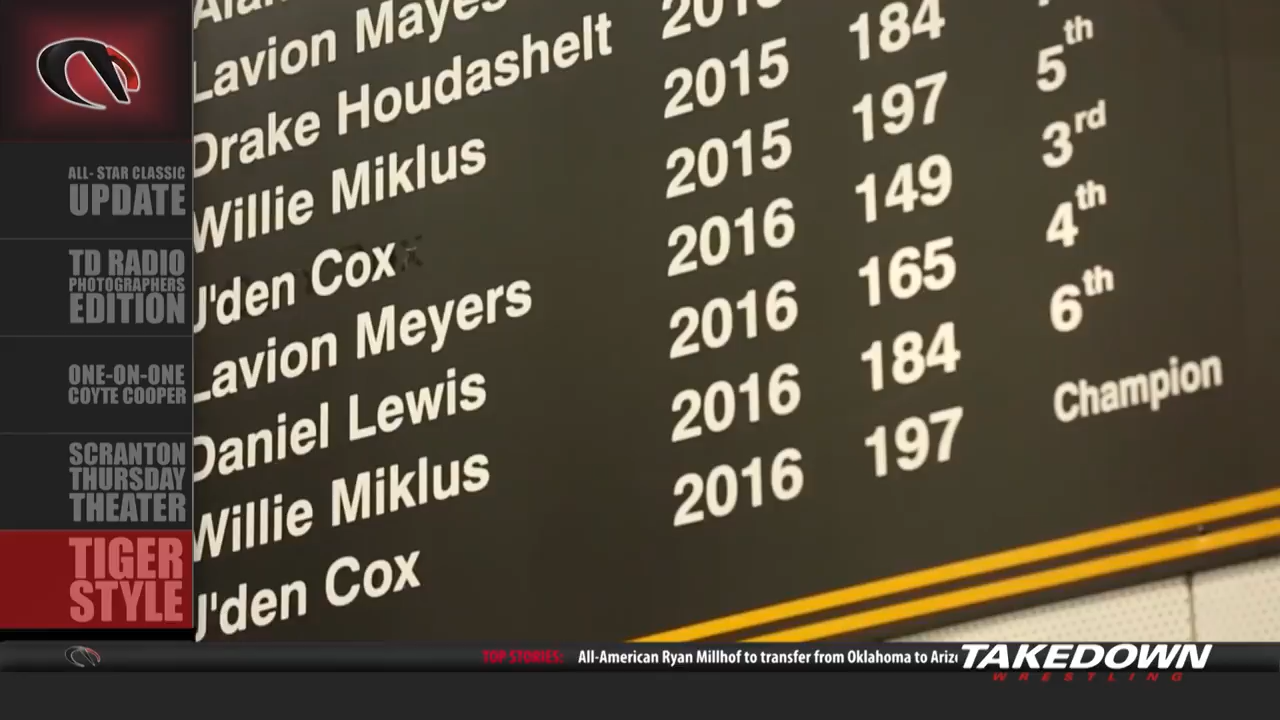 Lavion Mayes
Drake Houdashelt
Willie Miklus 2015 184
J'den Cox 2015 197 5th
Lavion Meyers 2016 149 3rd
Daniel Lewis 2016 165 4th
Willie Miklus 2016 184 6th
J'den Cox 2016 197 Champion
ALL-STAR CLASSIC
UPDATE
TD RADIO
PHOTOGRAPHERS
EDITION
ONE-ON-ONE
COYTE COOPER
SCRANTON
THURSDAY
THEATER
TIGER
STYLE
TOP STORIES: All-American Ryan Millhof to transfer from Oklahoma to Ariz
TAKEDOWN
WRESTLING